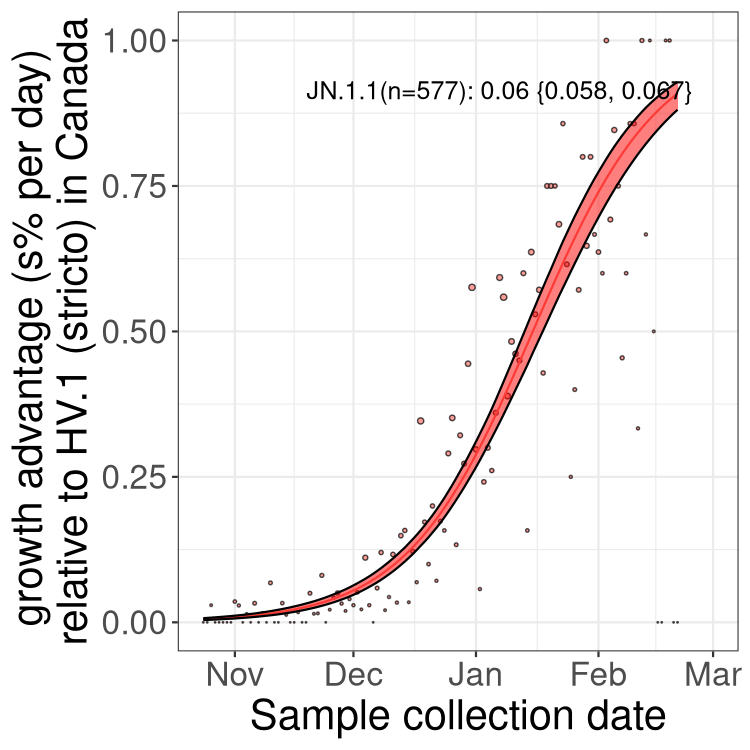 growth advantage (s% per day)
relative to HV.1 (stricto) in Canada
1.00
0.75
0.50
0.25
0.00
JN.1.1(n=577): 0.06 {0.058, 0.067}
Nov Dec Jan Feb Mar
Sample collection date